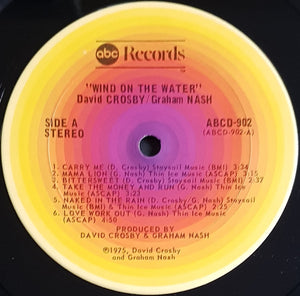 abc Records
"WIND ON THE WATER"
David CROSBY/Graham NASH
SIDE A
STEREO
ABCD-902
(ABCD-902-A)
1. CARRY ME (D. Crosby) Staysail Music (BMI) 3:34
2. MAMA LION (G. Nash) Thin Ice Music (ASCAP) 3:15
3. BITTERSWEET (D. Crosby) Staysail Music (BMI) 2:37
4. TAKE THE MONEY AND RUN (G. Nash) Thin Ice
Music (ASCAP) 3:23
5. NAKED IN THE RAIN (D. Crosby/G. Nash) Staysail
Music (BMI) & Thin Ice Music (ASCAP) 2:25
6. LOVE WORK OUT (G. Nash) Thin Ice Music
(ASCAP) 4:50
PRODUCED BY
DAVID CROSBY & GRAHAM NASH
©1975, David Crosby
and Graham Nash